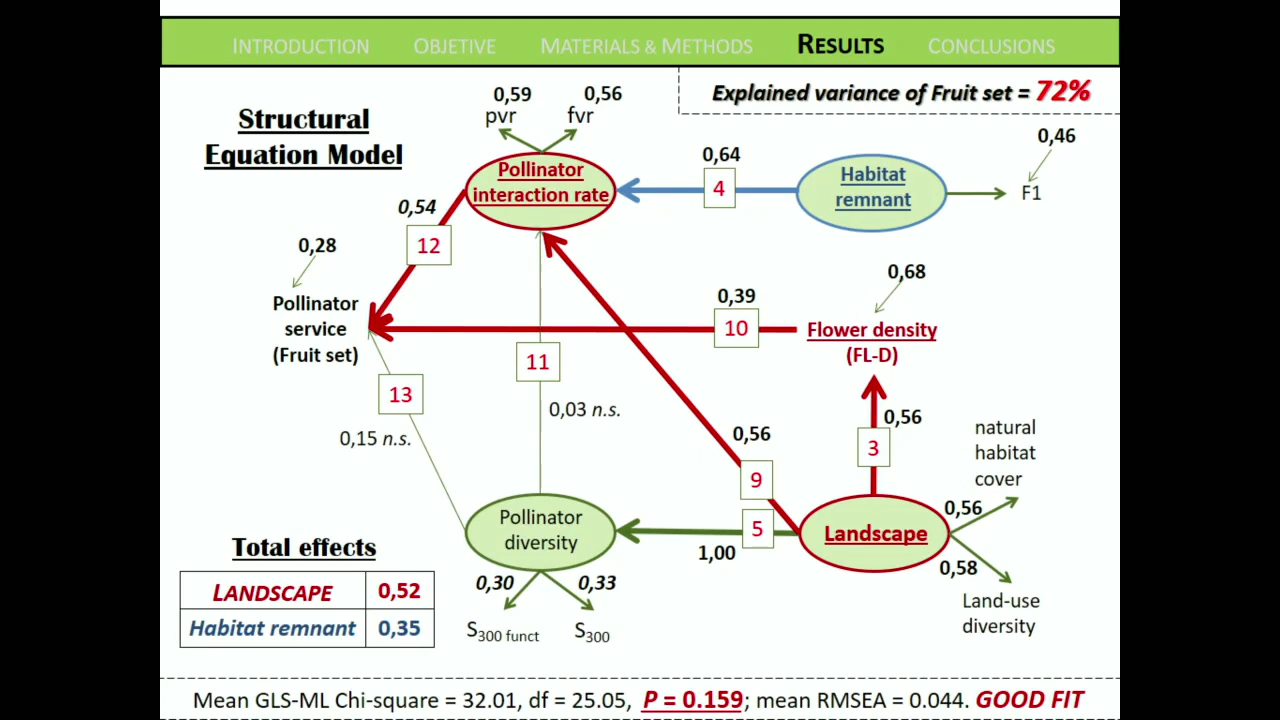 INTRODUCTION OBJETIVE MATERIALS & METHODS RESULTS CONCLUSIONS
Explained variance of Fruit set = 72%
Structural
Equation Model
0,59
pvr
0,56
fvr
Pollinator
interaction rate
0,64
4
Habitat
remnant
0,46
F1
0,54
12
0,28
Pollinator
service
(Fruit set)
0,39
10
0,68
Flower density
(FL-D)
11
13
0,03 n.s.
0,15 n.s.
0,56
9
0,56
3
natural
habitat
cover
0,56
Pollinator
diversity
5
1,00
Landscape
0,58
Land-use
diversity
0,30
0,33
S300 funct
S300
Total effects
LANDSCAPE 0,52
Habitat remnant 0,35
Mean GLS-ML Chi-square = 32.01, df = 25.05, P = 0.159; mean RMSEA = 0.044. GOOD FIT